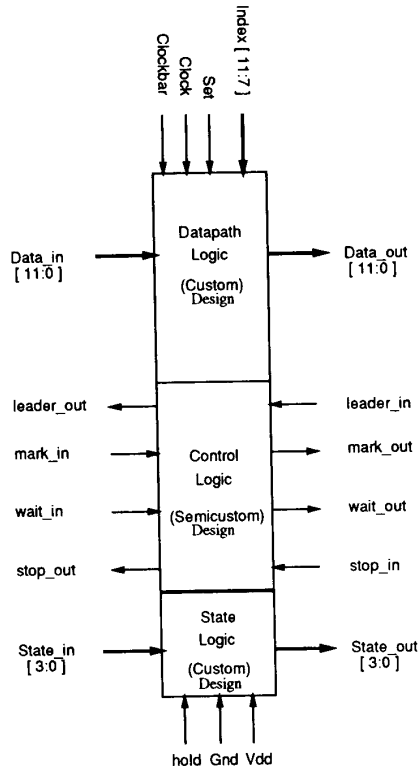 Clockbar
Clock
Set
Index [ 11:7 ]
Datapath
Logic
(Custom)
Design
Data_in
[ 11:0 ]
Data_out
[ 11:0 ]
leader_out
leader_in
mark_in
mark_out
Control
Logic
(Semicustom)
Design
wait_in
wait_out
stop_out
stop_in
State
Logic
(Custom)
Design
State_in
[ 3:0 ]
State_out
[ 3:0 ]
hold Gnd Vdd